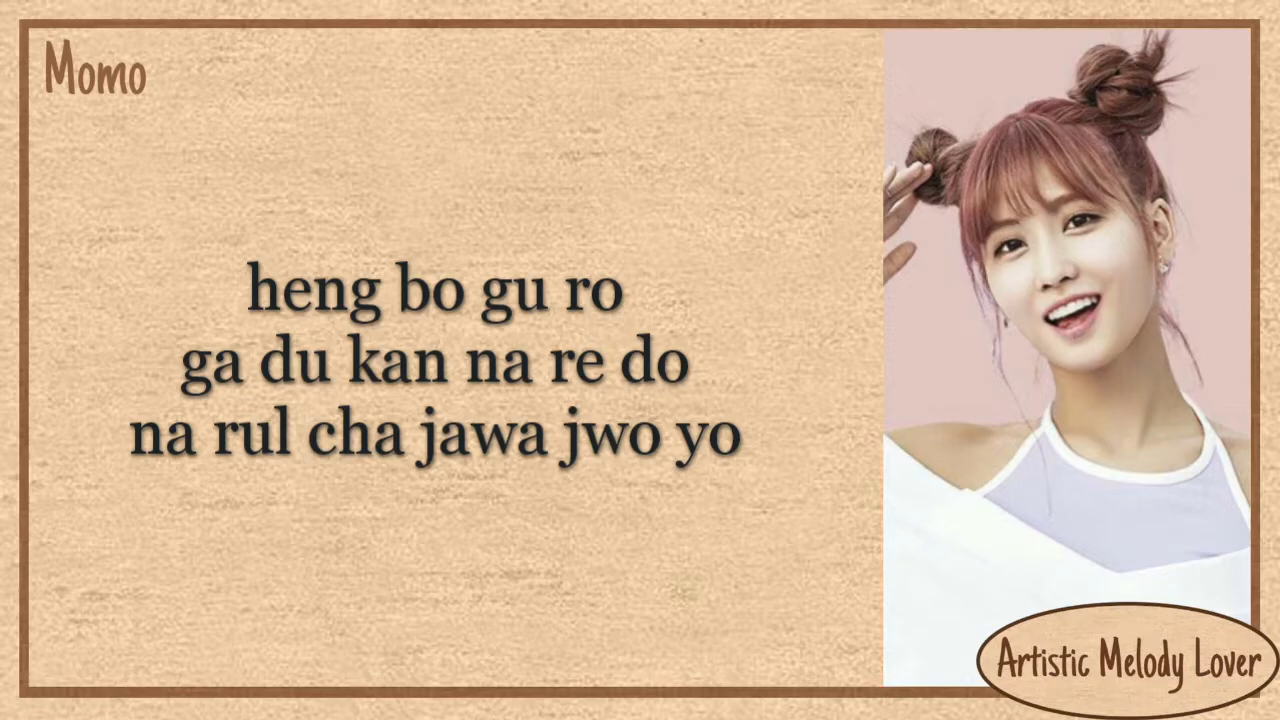 Momo
heng bo gu ro
ga du kan na re do
na rul cha jawa jwo yo
Artistic Melody Lover